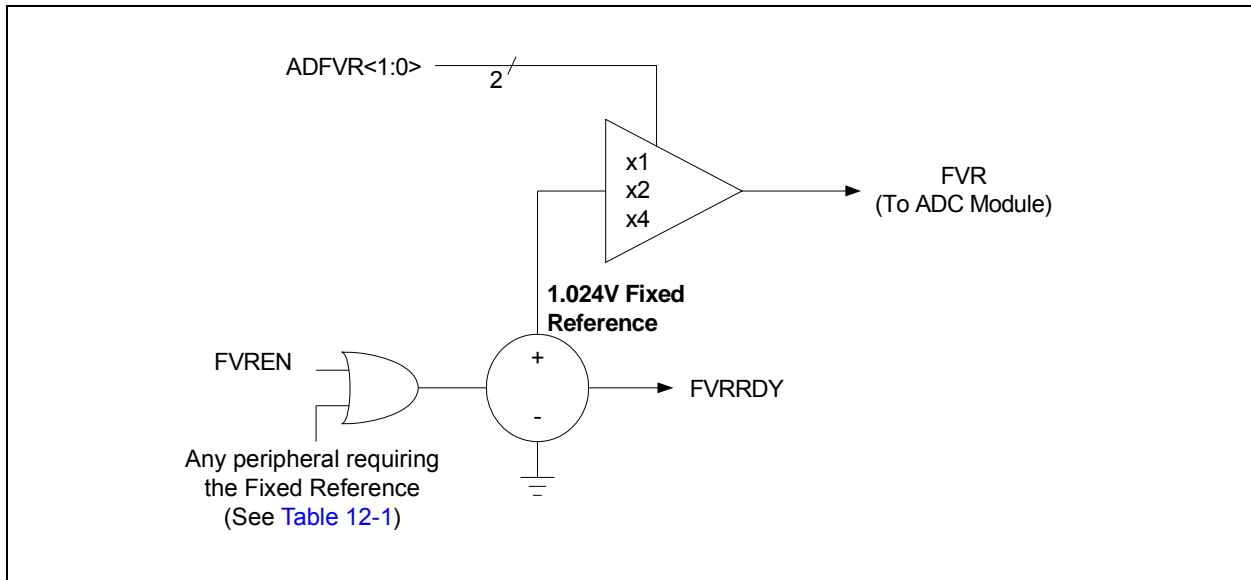 ADFVR<1:0>
2
x1
x2
x4
FVR
(To ADC Module)
1.024V Fixed
Reference
FVREN
+
-
FVRRDY
Any peripheral requiring
the Fixed Reference
(See Table 12-1)